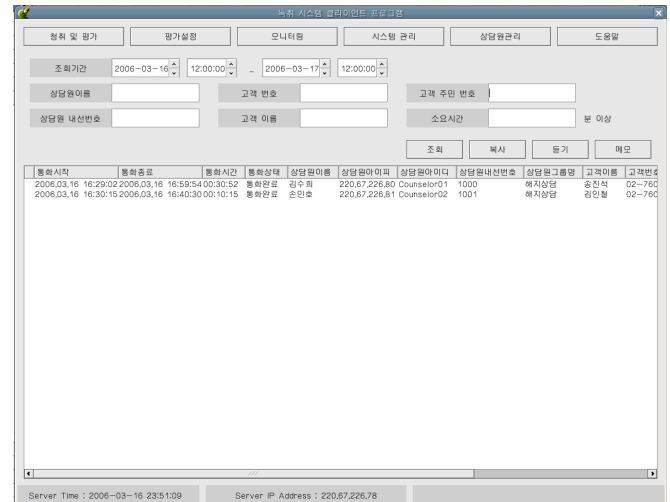 녹취 시스템 클라이언트 프로그램
청취 및 평가 평가설정 모니터링 시스템 관리 상담원관리 도움말
조회기간 2006-03-16 12:00:00 ~ 2006-03-17 12:00:00
상담원이름 고객 번호 고객 주민 번호
상담원 내선번호 고객 이름 소요시간 분 이상
조회 복사 듣기 메모
통화시작 통화종료 통화시간 통화상태 상담원이름 상담원아이피 상담원아이디 상담원내선번호 상담원그룹명 고객이름 고객번호
2006.03.16 16:29:02 2006.03.16 16:59:54 00:30:52 통화완료 김수희 220.67.226.80 Counselor01 1000 해지상담 송진석 02-760
2006.03.16 16:30:15 2006.03.16 16:40:30 00:10:15 통화완료 손민호 220.67.226.81 Counselor02 1001 해지상담 김인철 02-760
Server Time : 2006-03-16 23:51:09 Server IP Address : 220.67.226.78